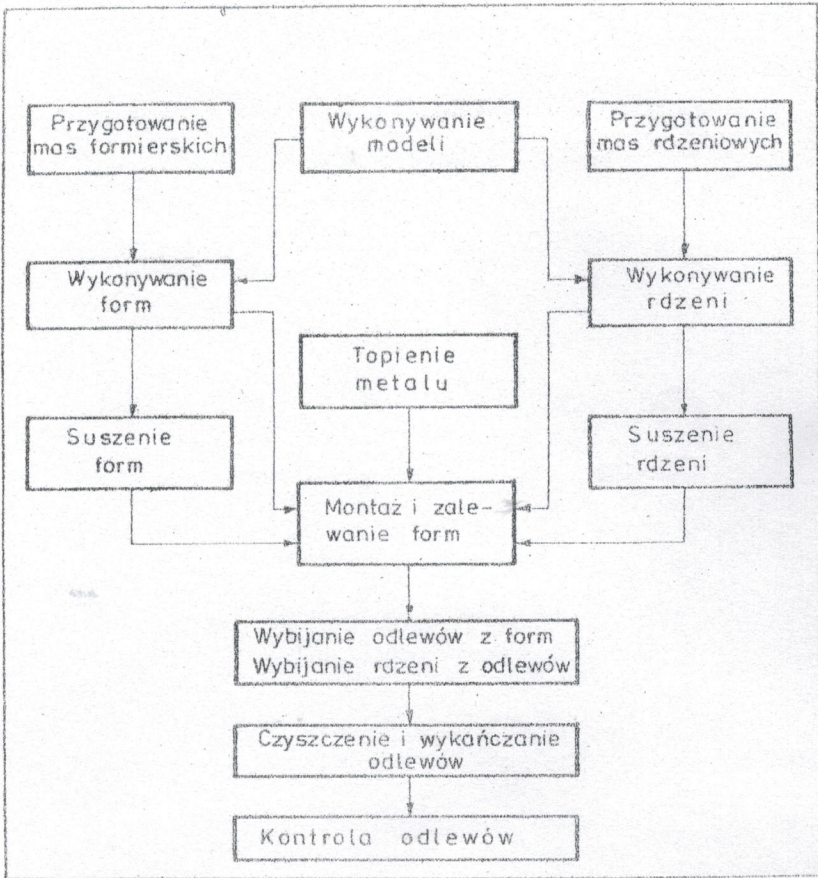 Przygotowanie
mas formierskich
Wykonywanie
modeli
Przygotowanie
mas rdzeniowych
Wykonywanie
form
Wykonywanie
rdzeni
Topienie
metalu
Suszenie
form
Suszenie
rdzeni
Montaż i zale-
wanie form
Wybijanie odlewów z form
Wybijanie rdzeni z odlewów
Czyszczenie i wykańczanie
odlewów
Kontrola odlewów